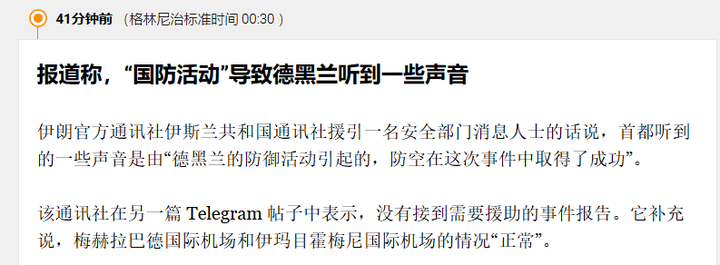 41分钟前 （格林尼治标准时间 00:30 ）
报道称，“国防活动”导致德黑兰听到一些声音
伊朗官方通讯社伊斯兰共和国通讯社援引一名安全部门消息人士的话说，首都听到
的一些声音是由“德黑兰的防御活动引起的，防空在这次事件中取得了成功”。
该通讯社在另一篇 Telegram 帖子中表示，没有接到需要援助的事件报告。它补充
说，梅赫拉巴德国际机场和伊玛目霍梅尼国际机场的情况“正常”。